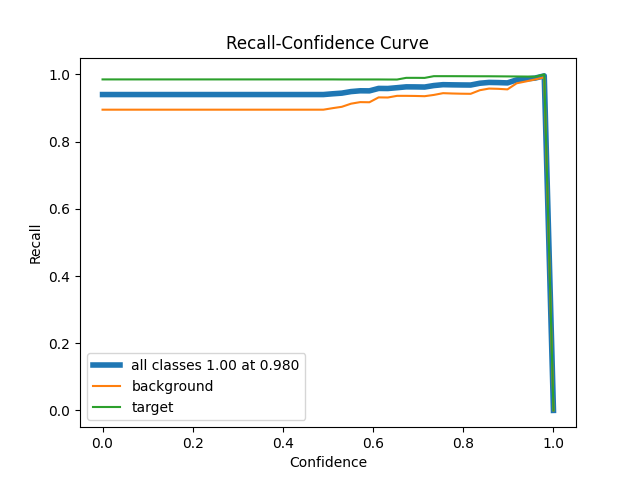 Recall-Confidence Curve
Recall
1.0
0.8
0.6
0.4
0.2
0.0
all classes 1.00 at 0.980
background
target
0.0 0.2 0.4 0.6 0.8 1.0
Confidence